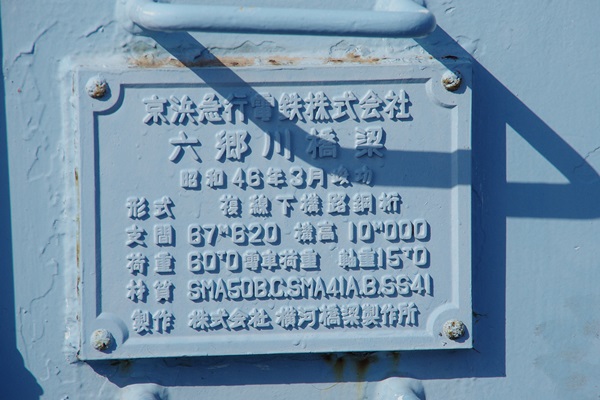 京浜急行電鉄株式会社
六郷川橋梁
昭和46年3月竣功
形式 複線下横路鋼桁
支間 67ᵐ620 構高 10ᵐ000
荷重 60ᵗ0電車荷重 軸重15ᵗ0
材質 SMA50B.C.SMA41A.B.SS41
製作 株式会社横河橋梁製作所